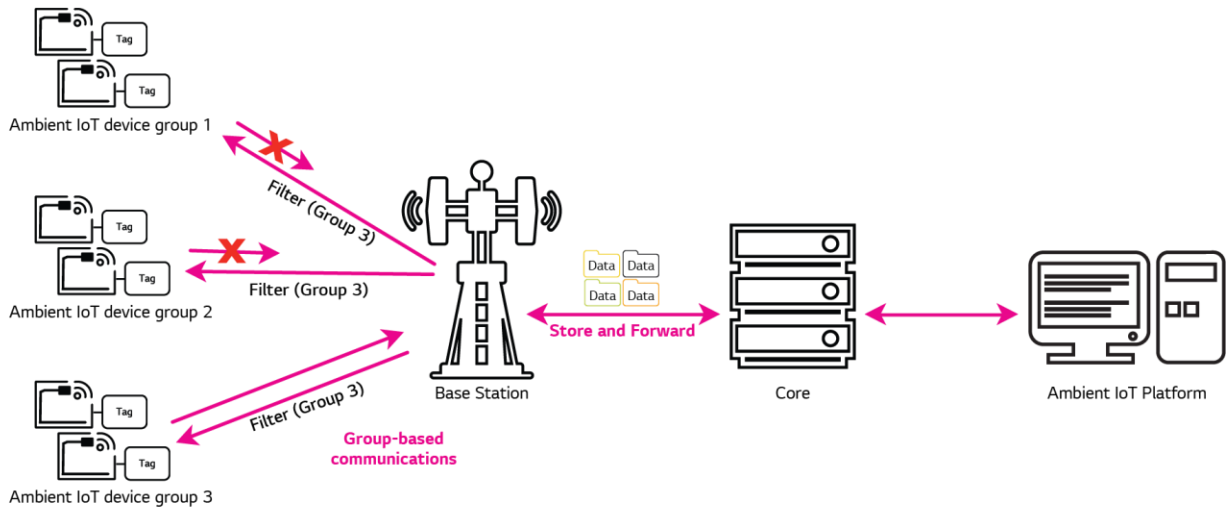 Tag
Tag
Ambient IoT device group 1
Filter (Group 3)
Tag
Tag
Ambient IoT device group 2
Filter (Group 3)
Tag
Tag
Ambient IoT device group 3
Filter (Group 3)
Group-based
communications
Base Station
Data Data
Data Data
Store and Forward
Core
Ambient IoT Platform